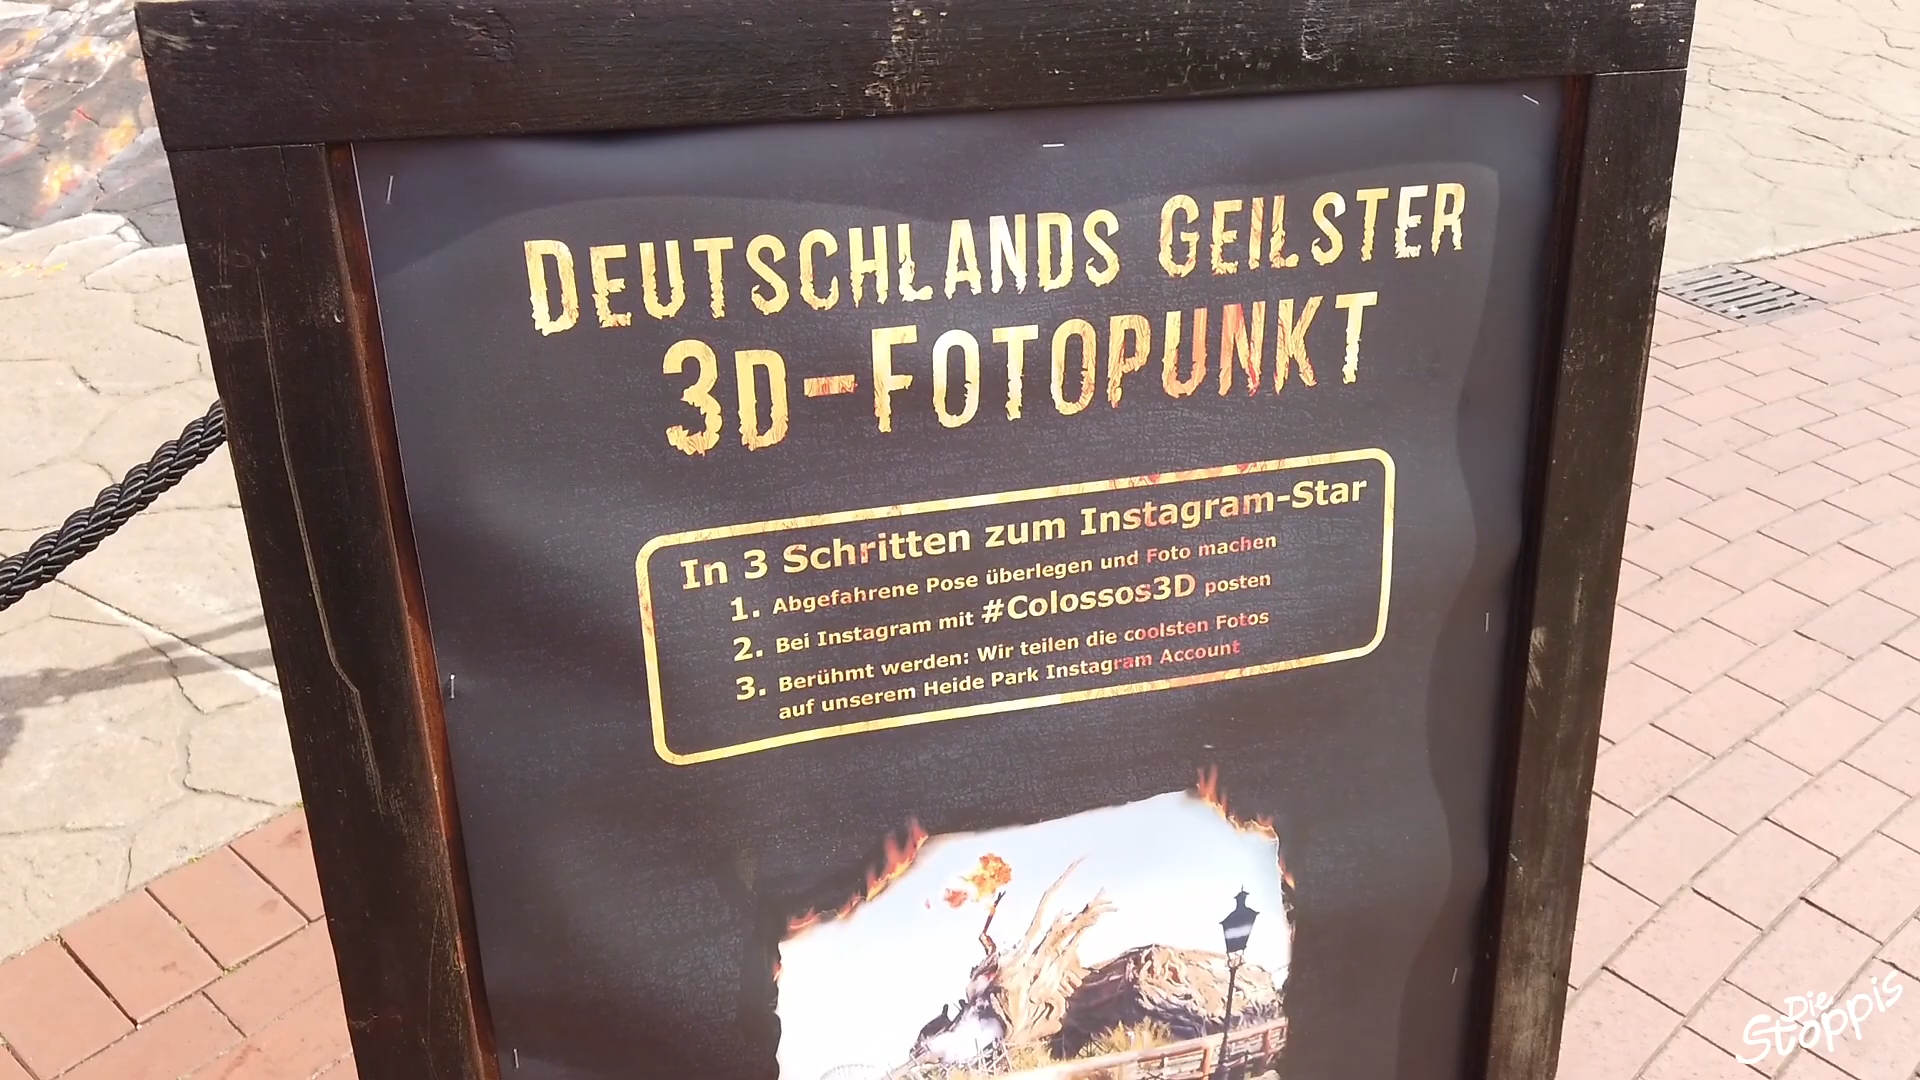 DEUTSCHLANDS GEILSTER
3D-FOTOPUNKT
In 3 Schritten zum Instagram-Star
1. Abgefahrene Pose überlegen und Foto machen
2. Bei Instagram mit #Colossos3D posten
3. Berühmt werden: Wir teilen die coolsten Fotos
auf unserem Heide Park Instagram Account
Die
Stoppis